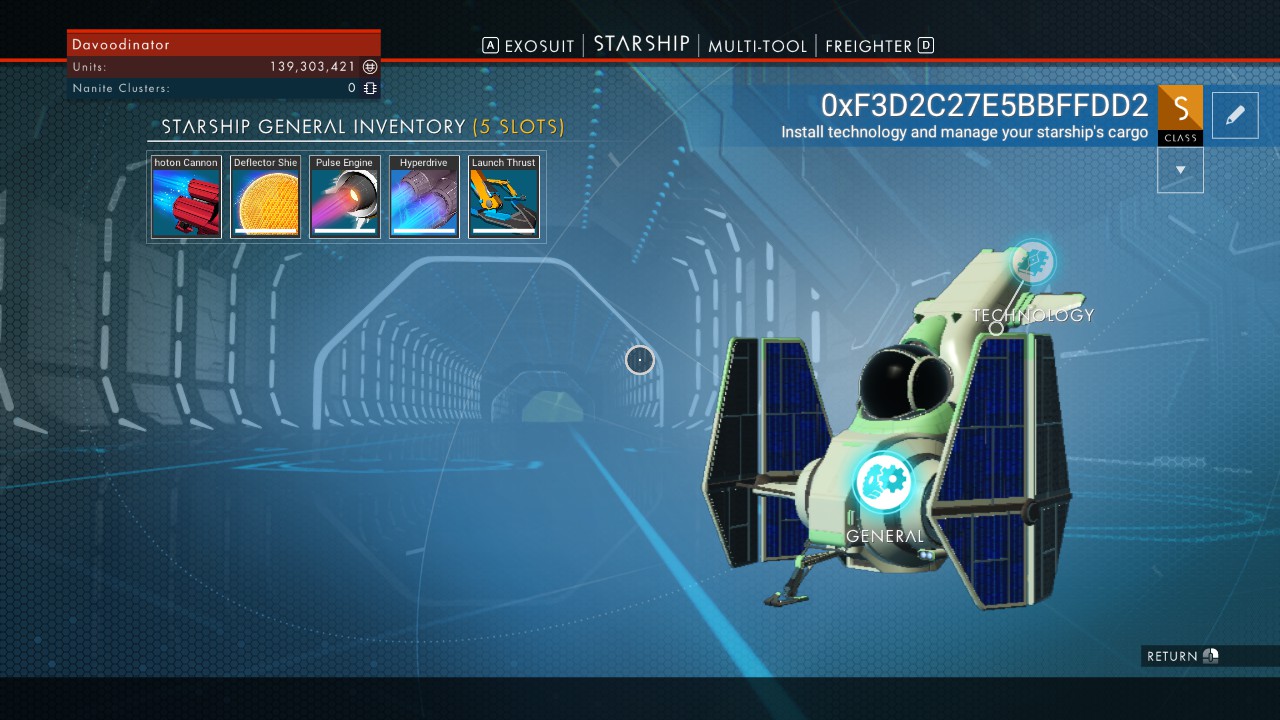 Davoodinator
Units: 139,303,421
Nanite Clusters: 0
A EXOSUIT STARSHIP MULTI-TOOL FREIGHTER D
0xF3D2C27E5BBFFDD2
Install technology and manage your starship's cargo
S
CLASS
STARSHIP GENERAL INVENTORY (5 SLOTS)
hoton Cannon Deflector Shie Pulse Engine Hyperdrive Launch Thrust
TECHNOLOGY
GENERAL
RETURN